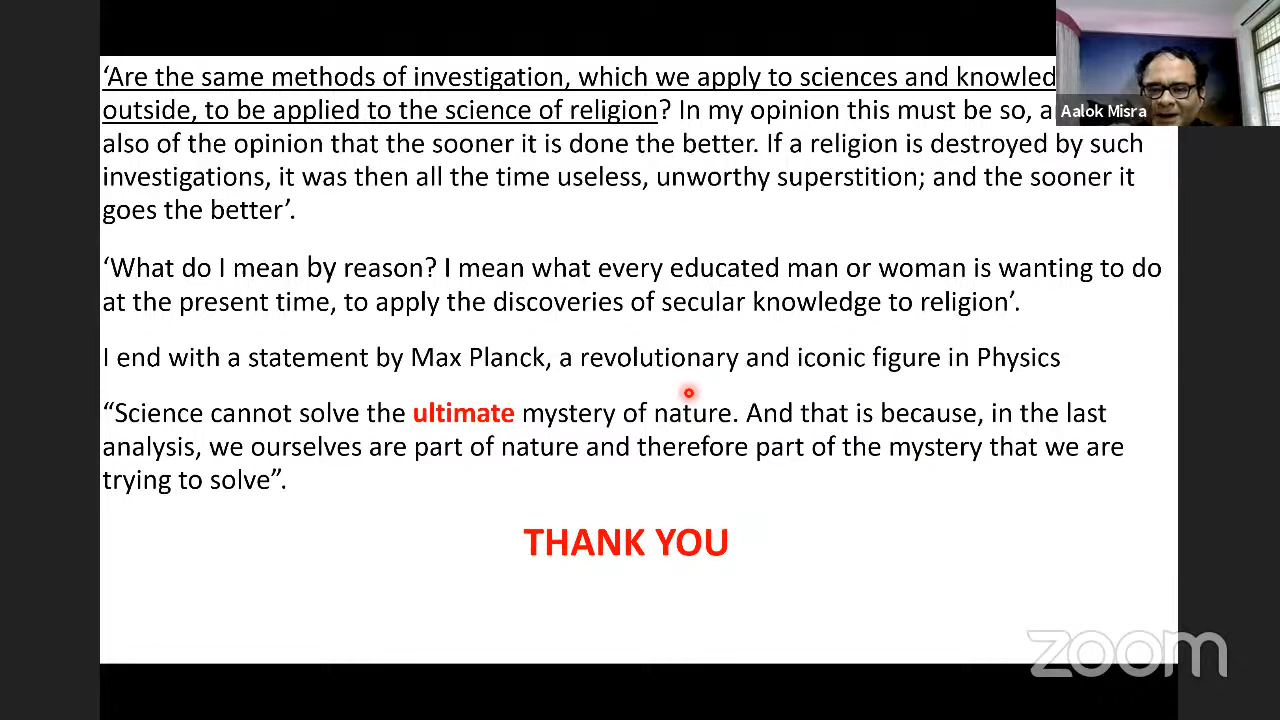 ‘Are the same methods of investigation, which we apply to sciences and
outside, to be applied to the science of religion? In my opinion this must be so,
also of the opinion that the sooner it is done the better. If a religion is destroyed by such
investigations, it was then all the time useless, unworthy superstition; and the sooner it
goes the better’.
‘What do I mean by reason? I mean what every educated man or woman is wanting to do
at the present time, to apply the discoveries of secular knowledge to religion’.
I end with a statement by Max Planck, a revolutionary and iconic figure in Physics
“Science cannot solve the ultimate mystery of nature. And that is because, in the last
analysis, we ourselves are part of nature and therefore part of the mystery that we are
trying to solve”.
THANK YOU
Aalok Misra
zoom